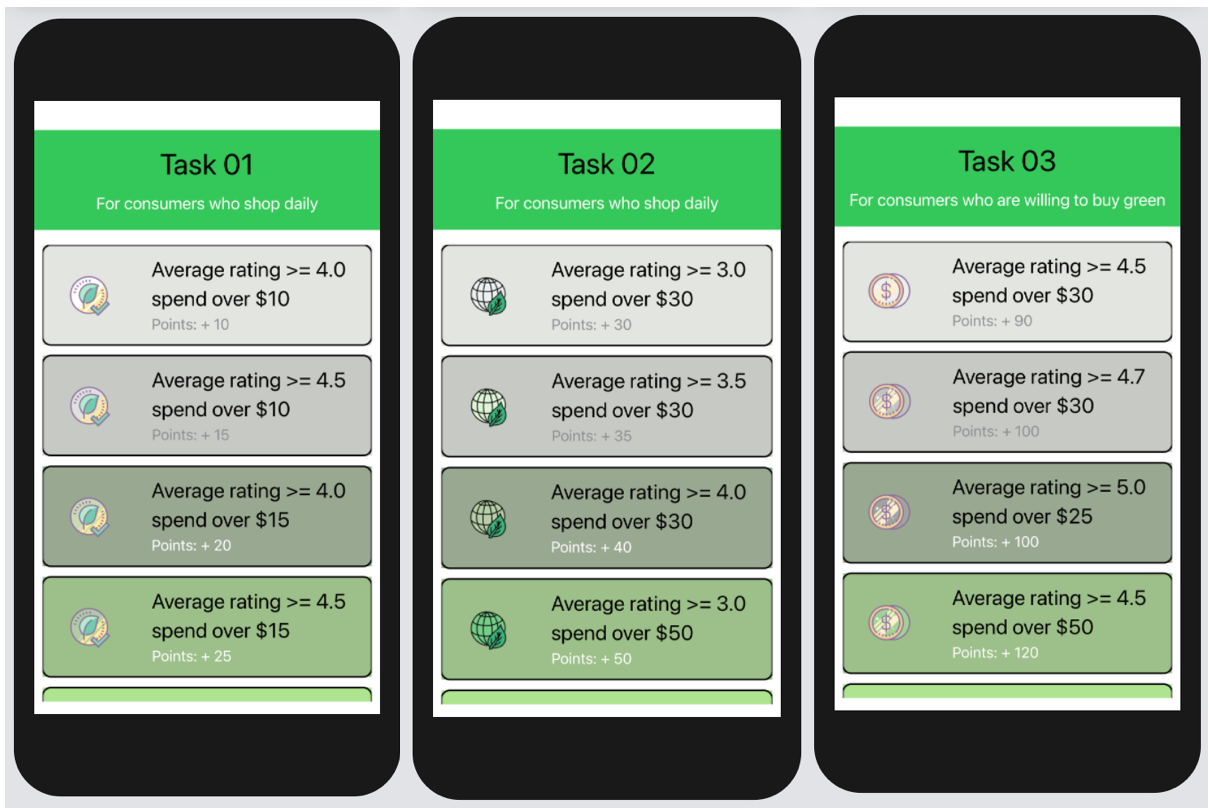 Task 01
For consumers who shop daily
Average rating >= 4.0
spend over $10
Points: + 10
Average rating >= 4.5
spend over $10
Points: + 15
Average rating >= 4.0
spend over $15
Points: + 20
Average rating >= 4.5
spend over $15
Points: + 25
Task 02
For consumers who shop daily
Average rating >= 3.0
spend over $30
Points: + 30
Average rating >= 3.5
spend over $30
Points: + 35
Average rating >= 4.0
spend over $30
Points: + 40
Average rating >= 3.0
spend over $50
Points: + 50
Task 03
For consumers who are willing to buy green
Average rating >= 4.5
spend over $30
Points: + 90
Average rating >= 4.7
spend over $30
Points: + 100
Average rating >= 5.0
spend over $25
Points: + 100
Average rating >= 4.5
spend over $50
Points: + 120